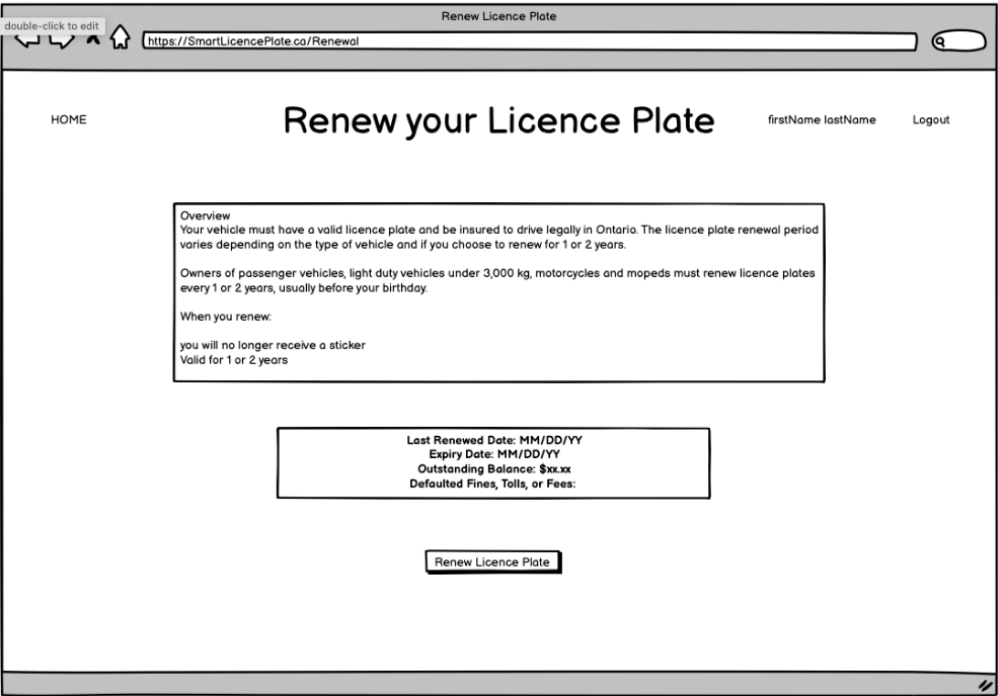 Renew Licence Plate
double-click to edit
https://SmartLicencePlate.ca/Renewal
HOME
Renew your Licence Plate
firstName lastName
Logout
Overview
Your vehicle must have a valid licence plate and be insured to drive legally in Ontario. The licence plate renewal period
varies depending on the type of vehicle and if you choose to renew for 1 or 2 years.
Owners of passenger vehicles, light duty vehicles under 3,000 kg, motorcycles and mopeds must renew licence plates
every 1 or 2 years, usually before your birthday.
When you renew:
you will no longer receive a sticker
Valid for 1 or 2 years
Last Renewed Date: MM/DD/YY
Expiry Date: MM/DD/YY
Outstanding Balance: $xx.xx
Defaulted Fines, Tolls, or Fees:
Renew Licence Plate